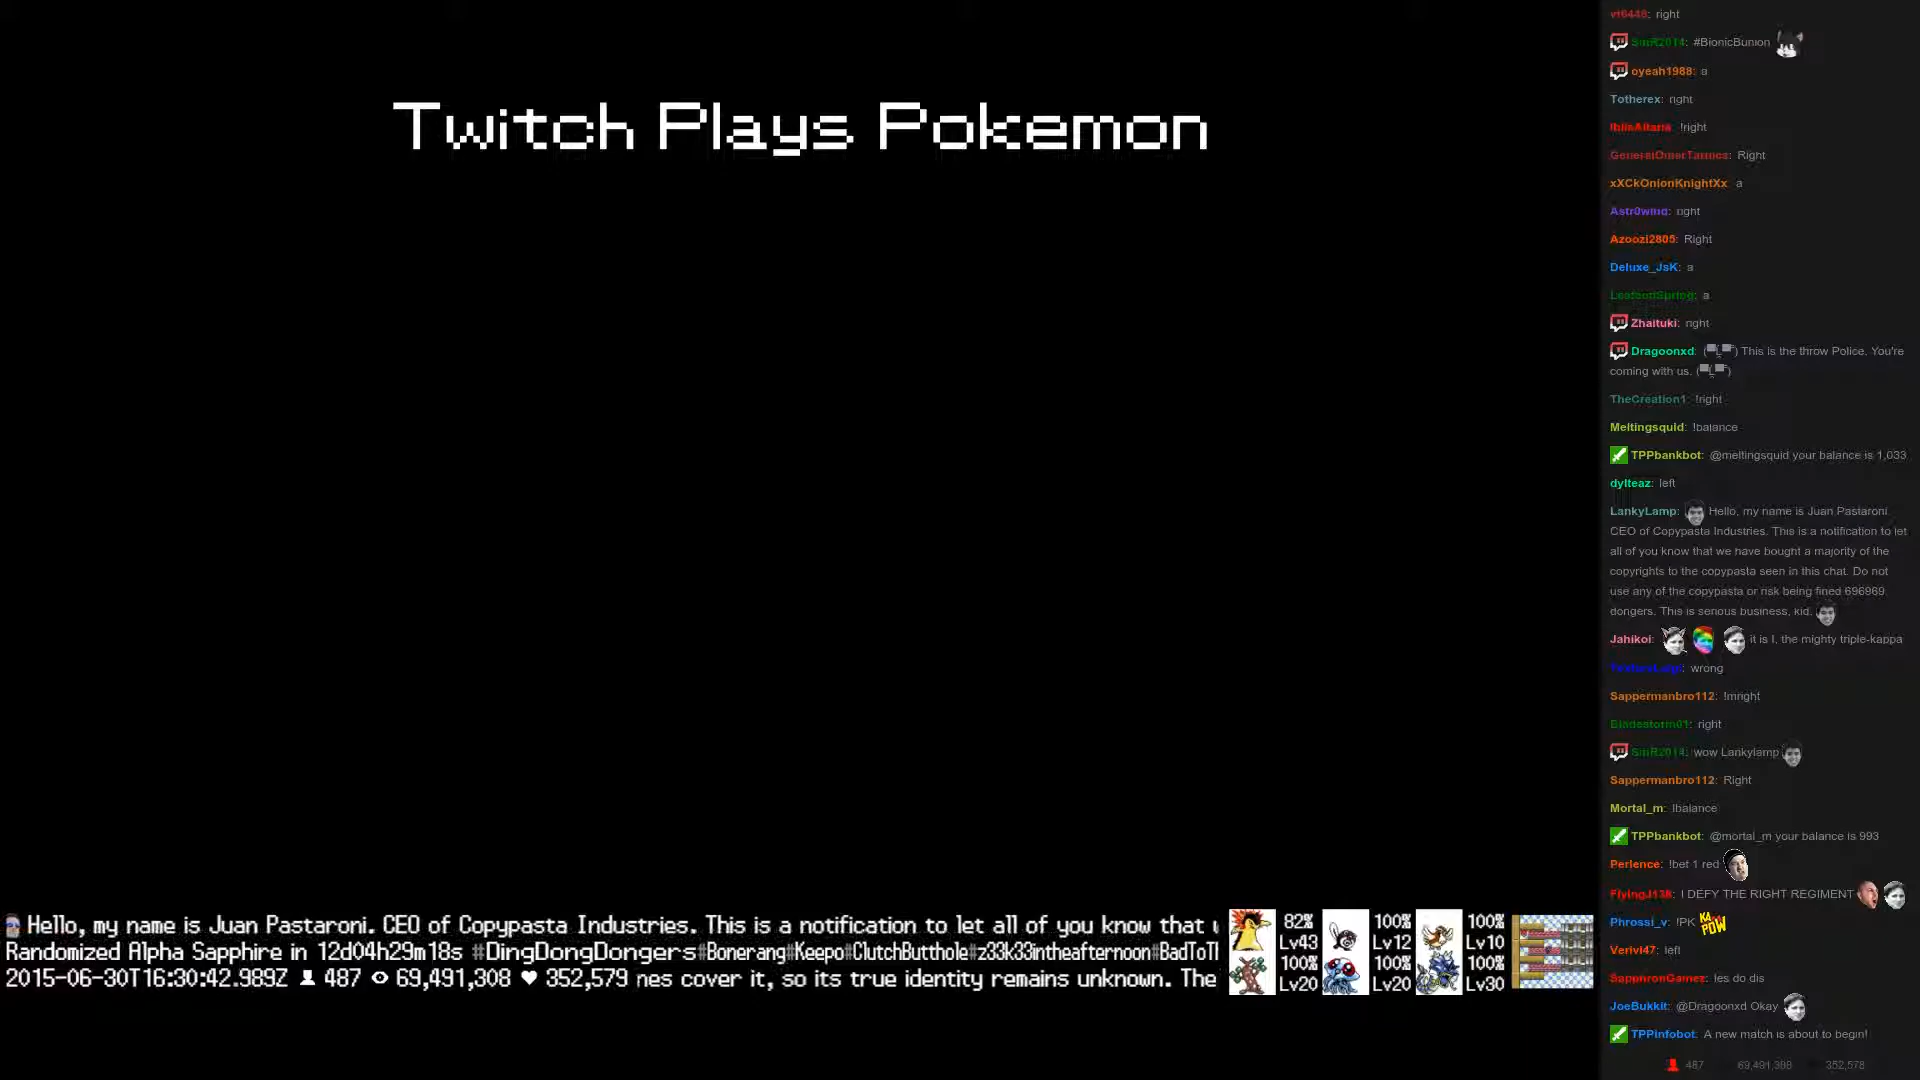 Twitch Plays Pokemon
Hello, my name is Juan Pastaroni. CEO of Copypasta Industries. This is a notification to let all of you know that
Randomized Alpha Sapphire in 12d04h29m18s #DingDongDongers#Bonerang#Keepo#ClutchButthole#z33k33intheafternoon#BadToTh
2015-06-30T16:30:42.989Z 487 69,491,308 352,579 nes cover it, so its true identity remains unknown. The
82% 100% 100%
Lv43 Lv12 Lv10
100% 100% 100%
Lv20 Lv20 Lv30
vf6448: right
SinR2014: #BionicBunion
oyeah1988: a
Totherex: right
IblisAltaria: !right
Right
xXCkOnionKnightXx: a
Astr0wind: right
Azoozi2805: Right
Deluxe_JsK: a
a
Zhaituki: right
Dragoonxd: This is the throw Police. You're
coming with us.
TheCreation1: !right
Meltingsquid: !balance
TPPbankbot: @meltingsquid your balance is 1,033
dylteaz: left
LankyLamp: Hello, my name is Juan Pastaroni.
CEO of Copypasta Industries. This is a notification to let
all of you know that we have bought a majority of the
copyrights to the copypasta seen in this chat. Do not
use any of the copypasta or risk being fined 696969
dongers. This is serious business, kid.
Jahikoi: it is I, the mighty triple-kappa
wrong
Sappermanbro112: !mright
Bladestorm01: right
SinR2014: wow Lankylamp
Sappermanbro112: Right
Mortal_m: !balance
TPPbankbot: @mortal_m your balance is 993
Perlence: !bet 1 red
FlyingJ138: I DEFY THE RIGHT REGIMENT
Phrossi_v: !PK KA POW
Verivi47: left
SapphironGamez: les do dis
JoeBukkit: @Dragoonxd Okay
TPPInfobot: A new match is about to begin!
487 69,491,308 352,578